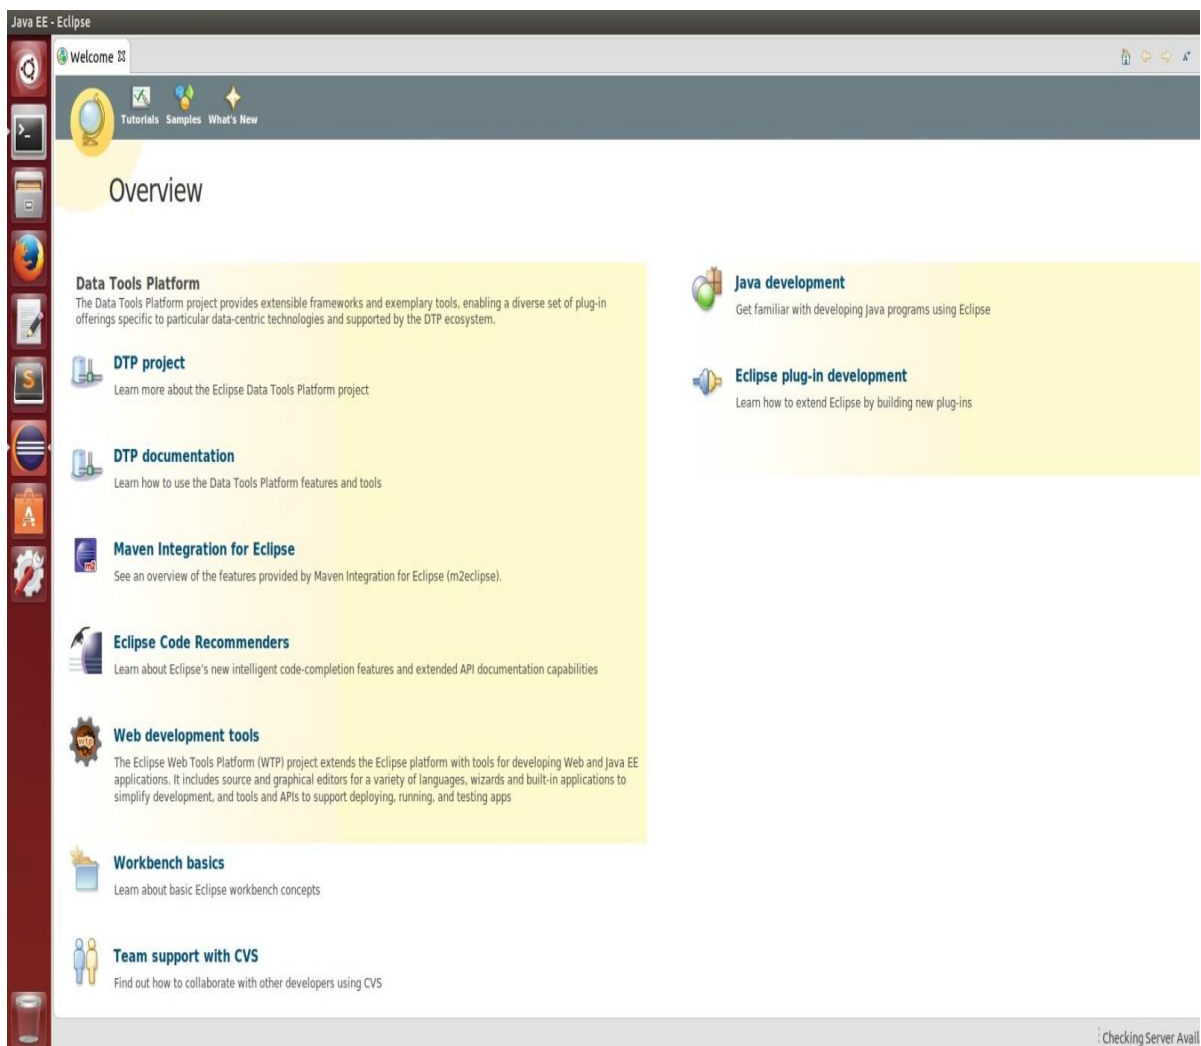 Java EE - Eclipse
Welcome
Tutorials Samples What's New
Overview
Data Tools Platform
The Data Tools Platform project provides extensible frameworks and exemplary tools, enabling a diverse set of plug-in
offerings specific to particular data-centric technologies and supported by the DTP ecosystem.
DTP project
Learn more about the Eclipse Data Tools Platform project
DTP documentation
Learn how to use the Data Tools Platform features and tools
Maven Integration for Eclipse
See an overview of the features provided by Maven Integration for Eclipse (m2eclipse).
m2
Eclipse Code Recommenders
Learn about Eclipse's new intelligent code-completion features and extended API documentation capabilities
Web development tools
wtp
The Eclipse Web Tools Platform (WTP) project extends the Eclipse platform with tools for developing Web and Java EE
applications. It includes source and graphical editors for a variety of languages, wizards and built-in applications to
simplify development, and tools and APIs to support deploying, running, and testing apps
Workbench basics
Learn about basic Eclipse workbench concepts
Team support with CVS
Find out how to collaborate with other developers using CVS
Java development
Get familiar with developing Java programs using Eclipse
Eclipse plug-in development
Learn how to extend Eclipse by building new plug-ins
Checking Server Avail